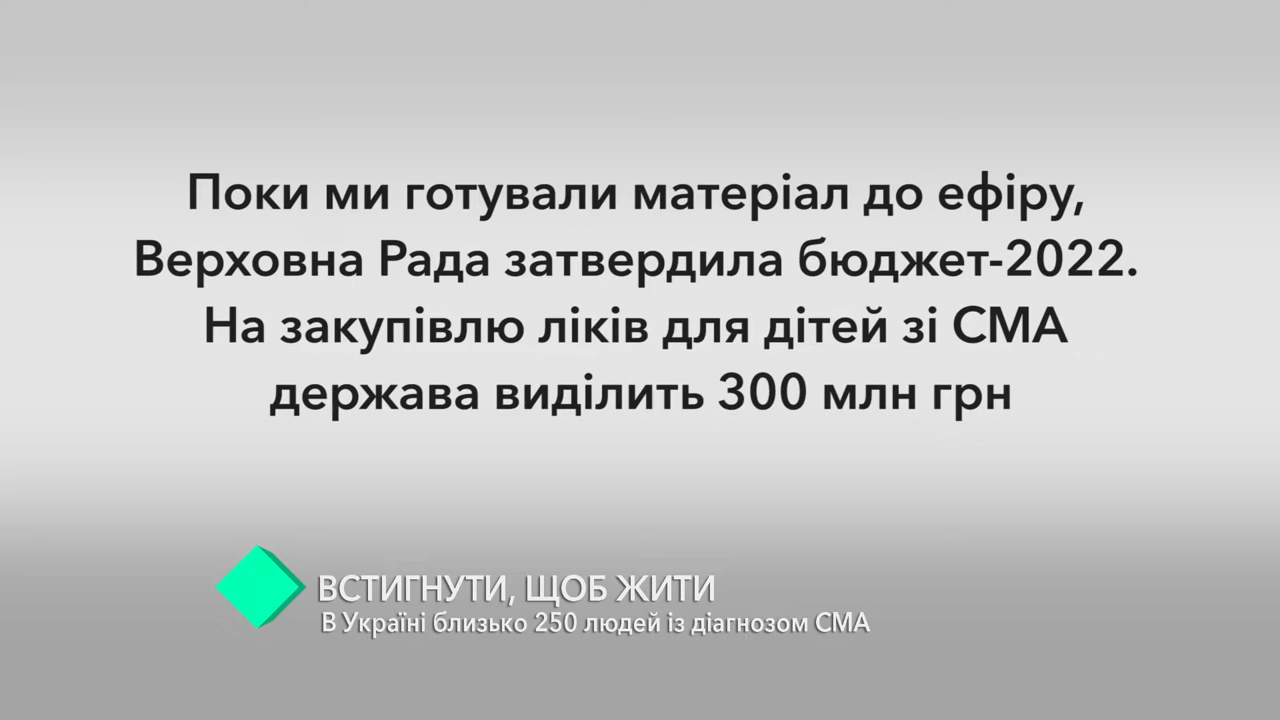 Поки ми готували матеріал до ефіру,
Верховна Рада затвердила бюджет-2022.
На закупівлю ліків для дітей зі СМА
держава виділить 300 млн грн
ВСТИГНУТИ, ЩОБ ЖИТИ
В Україні близько 250 людей із діагнозом СМА